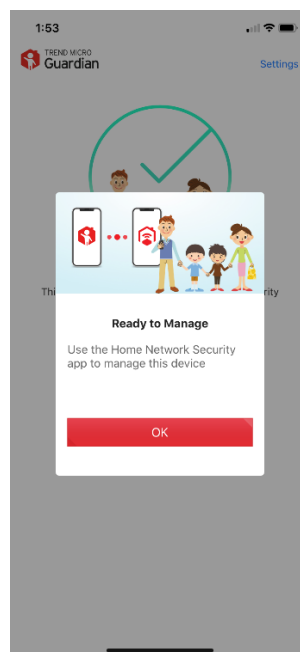 1:53
TREND MICRO
Guardian
Settings
Ready to Manage
Use the Home Network Security
app to manage this device
OK